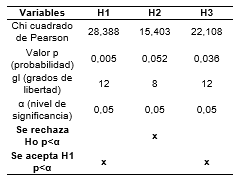 Variables H1 H2 H3
Chi cuadrado de Pearson 28,388 15,403 22,108
Valor p (probabilidad) 0,005 0,052 0,036
gl (grados de libertad) 12 8 12
α (nivel de significancia) 0,05 0,05 0,05
Se rechaza Ho p<α x
Se acepta H1 p<α x x